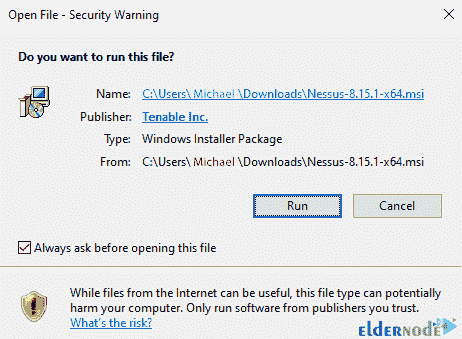 Open File - Security Warning
Do you want to run this file?
Name: C:\Users\ Michael \Downloads\Nessus-8.15.1-x64.msi
Publisher: Tenable Inc.
Type: Windows Installer Package
From: C:\Users\ Michael \Downloads\Nessus-8.15.1-x64.msi
Run Cancel
Always ask before opening this file
While files from the Internet can be useful, this file type can potentially
harm your computer. Only run software from publishers you trust.
What's the risk?
eldernode